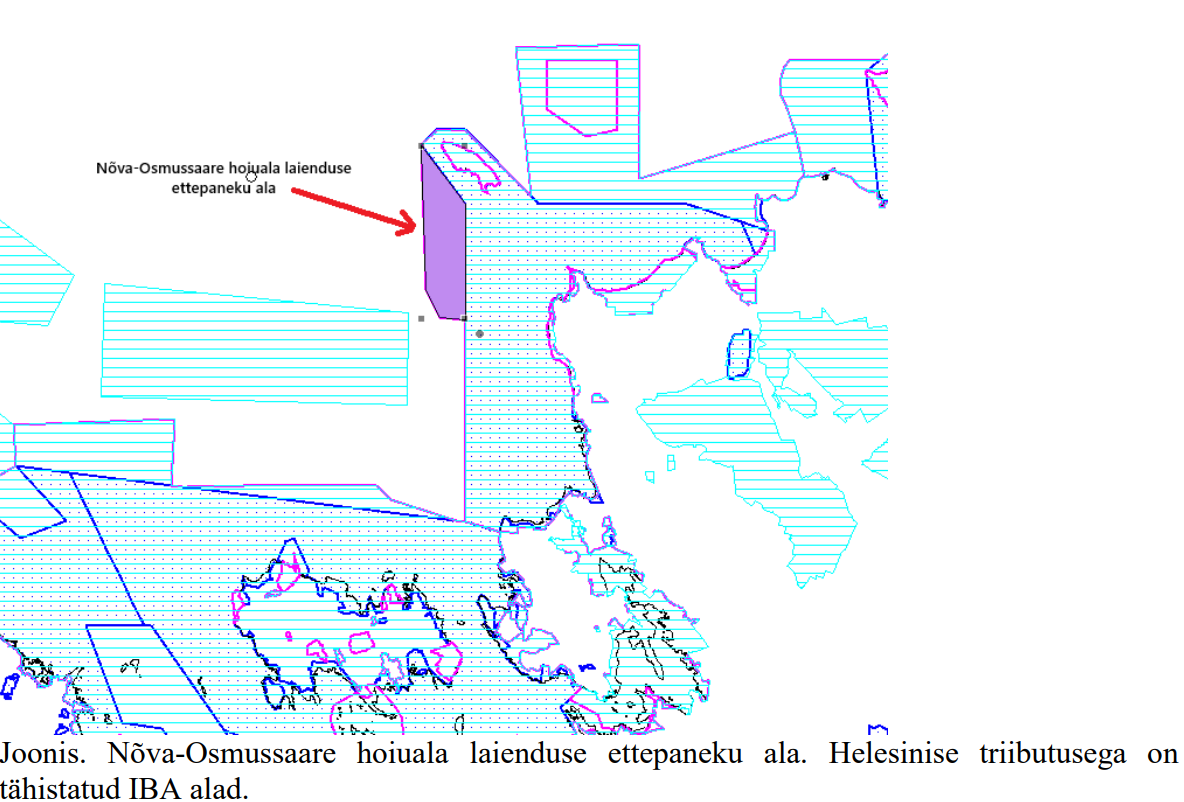 Nõva-Osmussaare hoiuala laienduse
ettepaneku ala
Joonis. Nõva-Osmussaare hoiuala laienduse ettepaneku ala. Helesinise triibutusega on
tähistatud IBA alad.